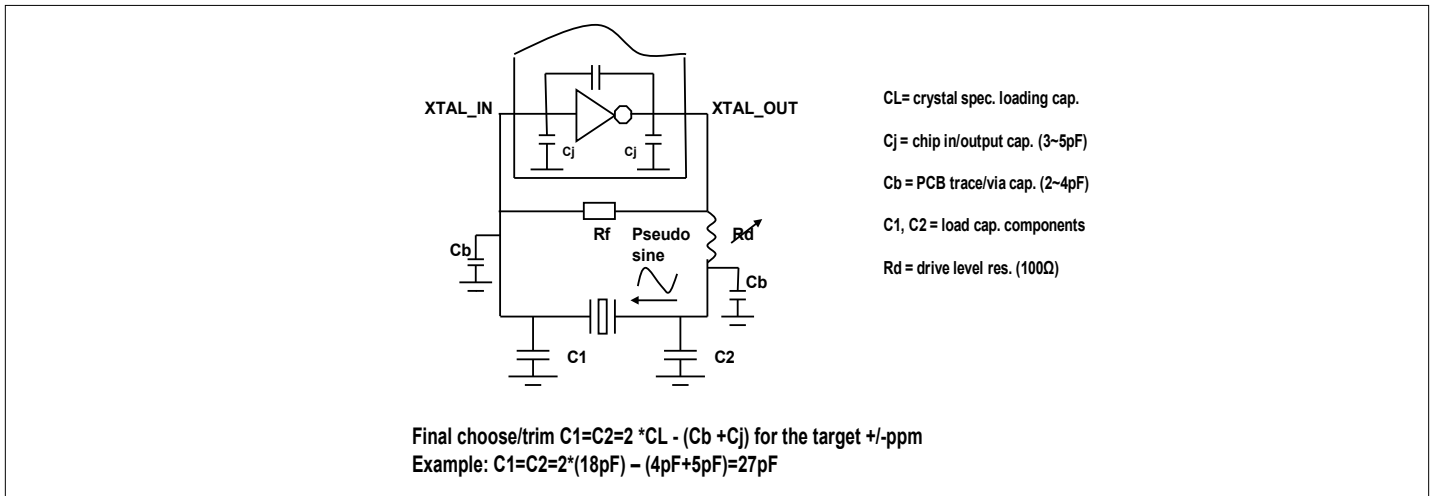 XTAL_IN
XTAL_OUT
Cj
Cj
Rf
Pseudo
sine
Rd
Cb
Cb
C1
C2
CL= crystal spec. loading cap.
Cj = chip in/output cap. (3~5pF)
Cb = PCB trace/via cap. (2~4pF)
C1, C2 = load cap. components
Rd = drive level res. (100Ω)
Final choose/trim C1=C2=2 *CL - (Cb +Cj) for the target +/-ppm
Example: C1=C2=2*(18pF) – (4pF+5pF)=27pF